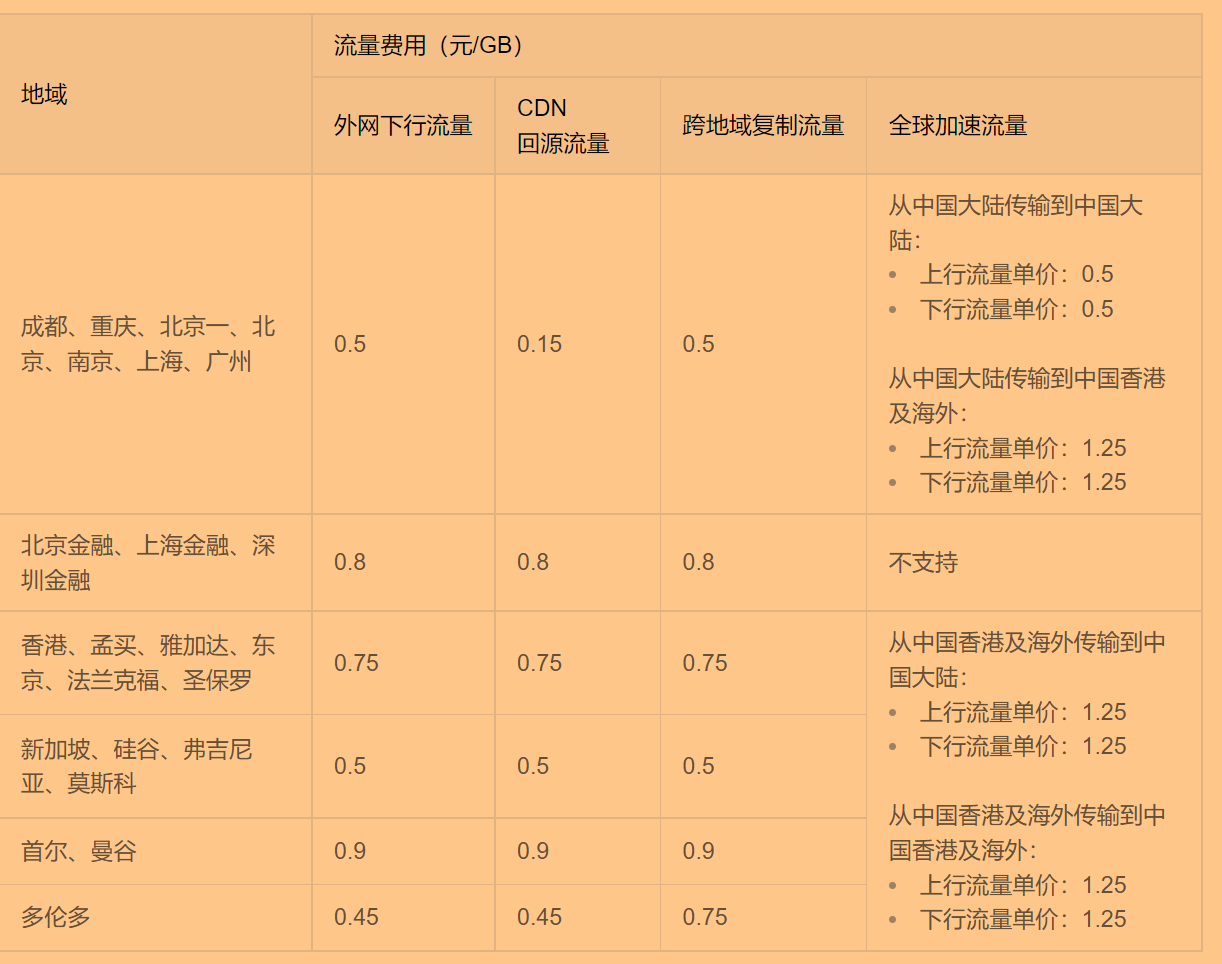 地域
流量费用（元/GB）
外网下行流量
CDN
回源流量
跨地域复制流量
全球加速流量
成都、重庆、北京一、北
京、南京、上海、广州
0.5
0.15
0.5
从中国大陆传输到中国大
陆：
• 上行流量单价：0.5
• 下行流量单价：0.5
从中国大陆传输到中国香港
及海外：
• 上行流量单价：1.25
• 下行流量单价：1.25
北京金融、上海金融、深
圳金融
0.8
0.8
0.8
不支持
香港、孟买、雅加达、东
京、法兰克福、圣保罗
0.75
0.75
0.75
从中国香港及海外传输到中
国大陆：
• 上行流量单价：1.25
• 下行流量单价：1.25
从中国香港及海外传输到中
国香港及海外：
• 上行流量单价：1.25
• 下行流量单价：1.25
新加坡、硅谷、弗吉尼
亚、莫斯科
0.5
0.5
0.5
首尔、曼谷
0.9
0.9
0.9
多伦多
0.45
0.45
0.75